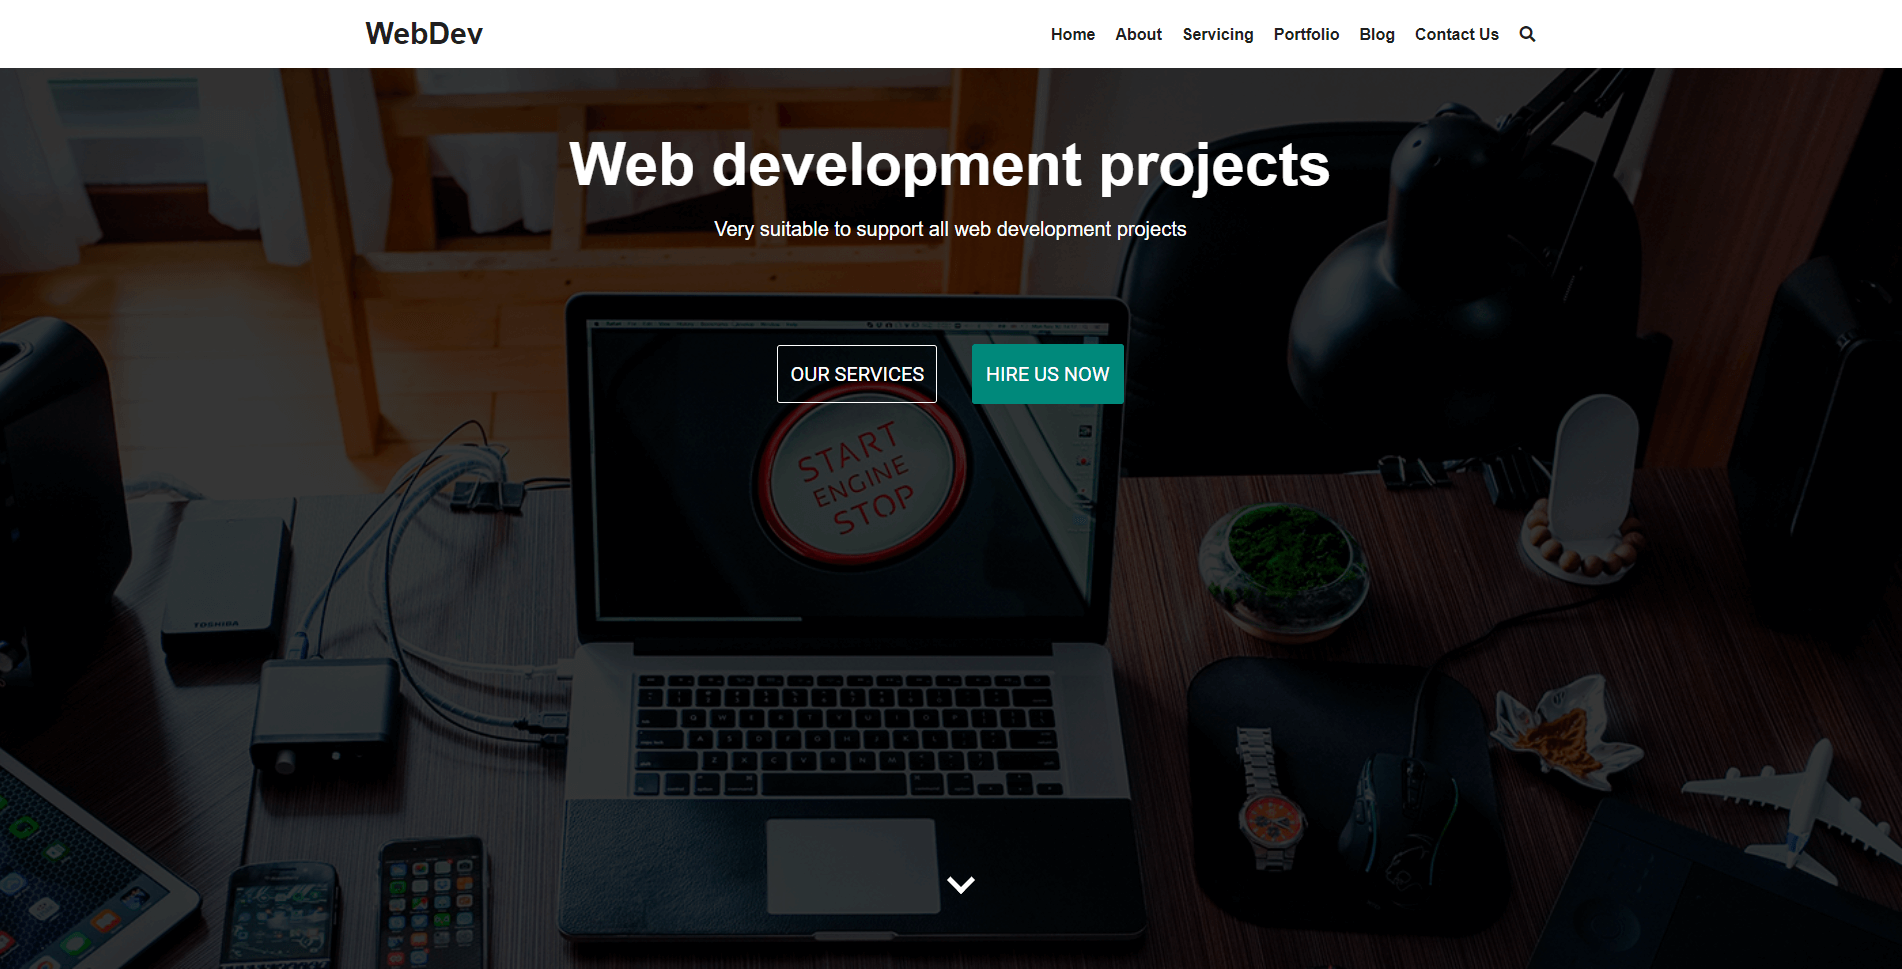 WebDev
Home About Servicing Portfolio Blog Contact Us
Web development projects
Very suitable to support all web development projects
OUR SERVICES
HIRE US NOW
START
ENGINE
STOP
TOSHIBA